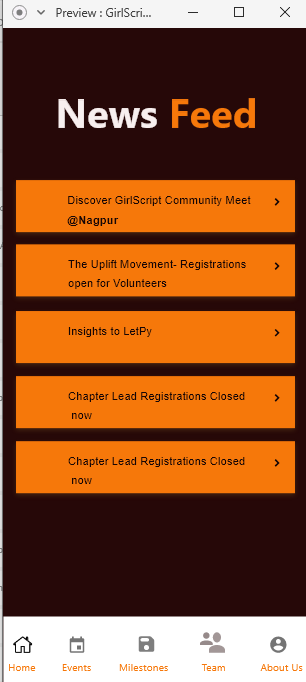 Preview : GirlScri...
News Feed
Discover GirlScript Community Meet
@Nagpur
The Uplift Movement- Registrations
open for Volunteers
Insights to LetPy
Chapter Lead Registrations Closed
now
Chapter Lead Registrations Closed
now
Home Events Milestones Team About Us